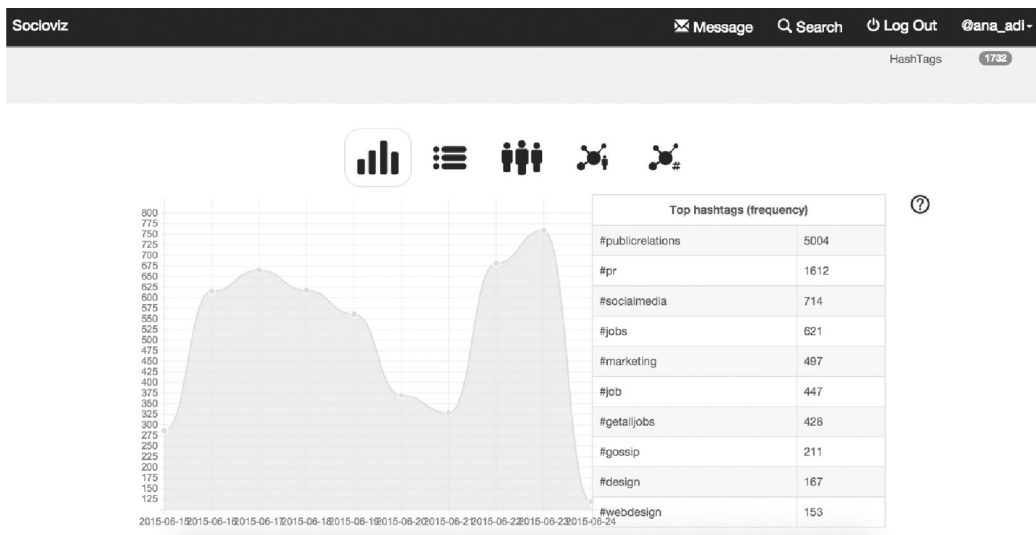 Socioviz Message Search Log Out @ana_adi
HashTags 1732
Top hashtags (frequency)
#publicrelations 5004
#pr 1612
#socialmedia 714
#jobs 621
#marketing 497
#job 447
#getalljobs 428
#gossip 211
#design 167
#webdesign 153
800
775
750
725
700
675
650
625
600
575
550
525
500
475
450
425
400
375
350
325
300
275
250
225
200
175
150
125
2015-06-15 2015-06-16 2015-06-17 2015-06-18 2015-06-19 2015-06-20 2015-06-21 2015-06-22 2015-06-23 2015-06-24